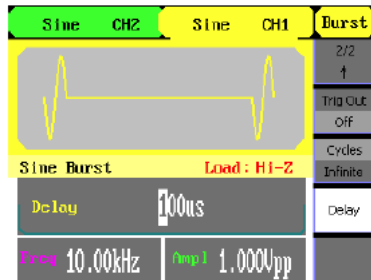 Sine CH2 Sine CH1 Burst
2/2
↑
Trig Out
Off
Cycles
Infinite
Sine Burst Load:Hi-Z
Delay 100us
Delay
Freq 10.00kHz Ampl 1.000Vpp